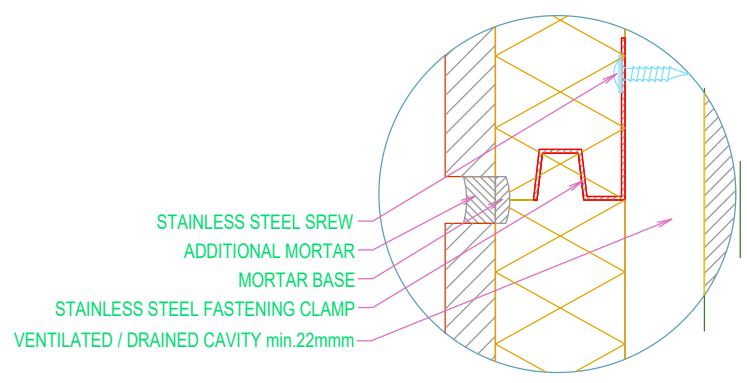 STAINLESS STEEL SREW
ADDITIONAL MORTAR
MORTAR BASE
STAINLESS STEEL FASTENING CLAMP
VENTILATED / DRAINED CAVITY min.22mmm